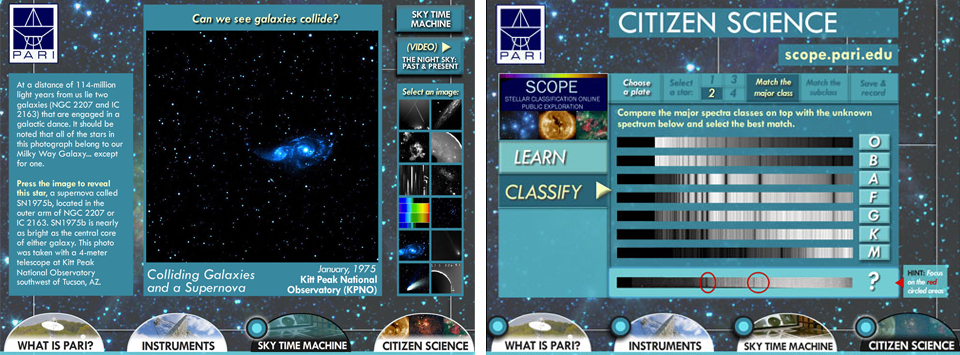 Can we see galaxies collide?
SKY TIME
MACHINE
(VIDEO)
THE NIGHT SKY:
PAST & PRESENT
Select an image:
PARI
At a distance of 114-million
light years from us lie two
galaxies (NGC 2207 and IC
2163) that are engaged in a
galactic dance. It should be
noted that all of the stars in
this photograph belong to our
Milky Way Galaxy... except
for one.
Press the image to reveal
this star, a supernova called
SN1975b, located in the
outer arm of NGC 2207 or
IC 2163. SN1975b is nearly
as bright as the central core
of either galaxy. This photo
was taken with a 4-meter
telescope at Kitt Peak
National Observatory
southwest of Tucson, AZ.
Colliding Galaxies
and a Supernova
January, 1975
Kitt Peak National
Observatory (KPNO)
WHAT IS PARI?
INSTRUMENTS
SKY TIME MACHINE
CITIZEN SCIENCE
PARI
CITIZEN SCIENCE
scope.pari.edu
SCOPE
STELLAR CLASSIFICATION ONLINE
PUBLIC EXPLORATION
LEARN
CLASSIFY
Choose
a plate
Select
a star:
1 3
2 4
Match the
major class
Match the
subclass
Save &
record
Compare the major spectra classes on top with the unknown
spectrum below and select the best match.
O
B
A
F
G
K
M
?
HINT: Focus
on the red
circled areas
WHAT IS PARI?
INSTRUMENTS
SKY TIME MACHINE
CITIZEN SCIENCE